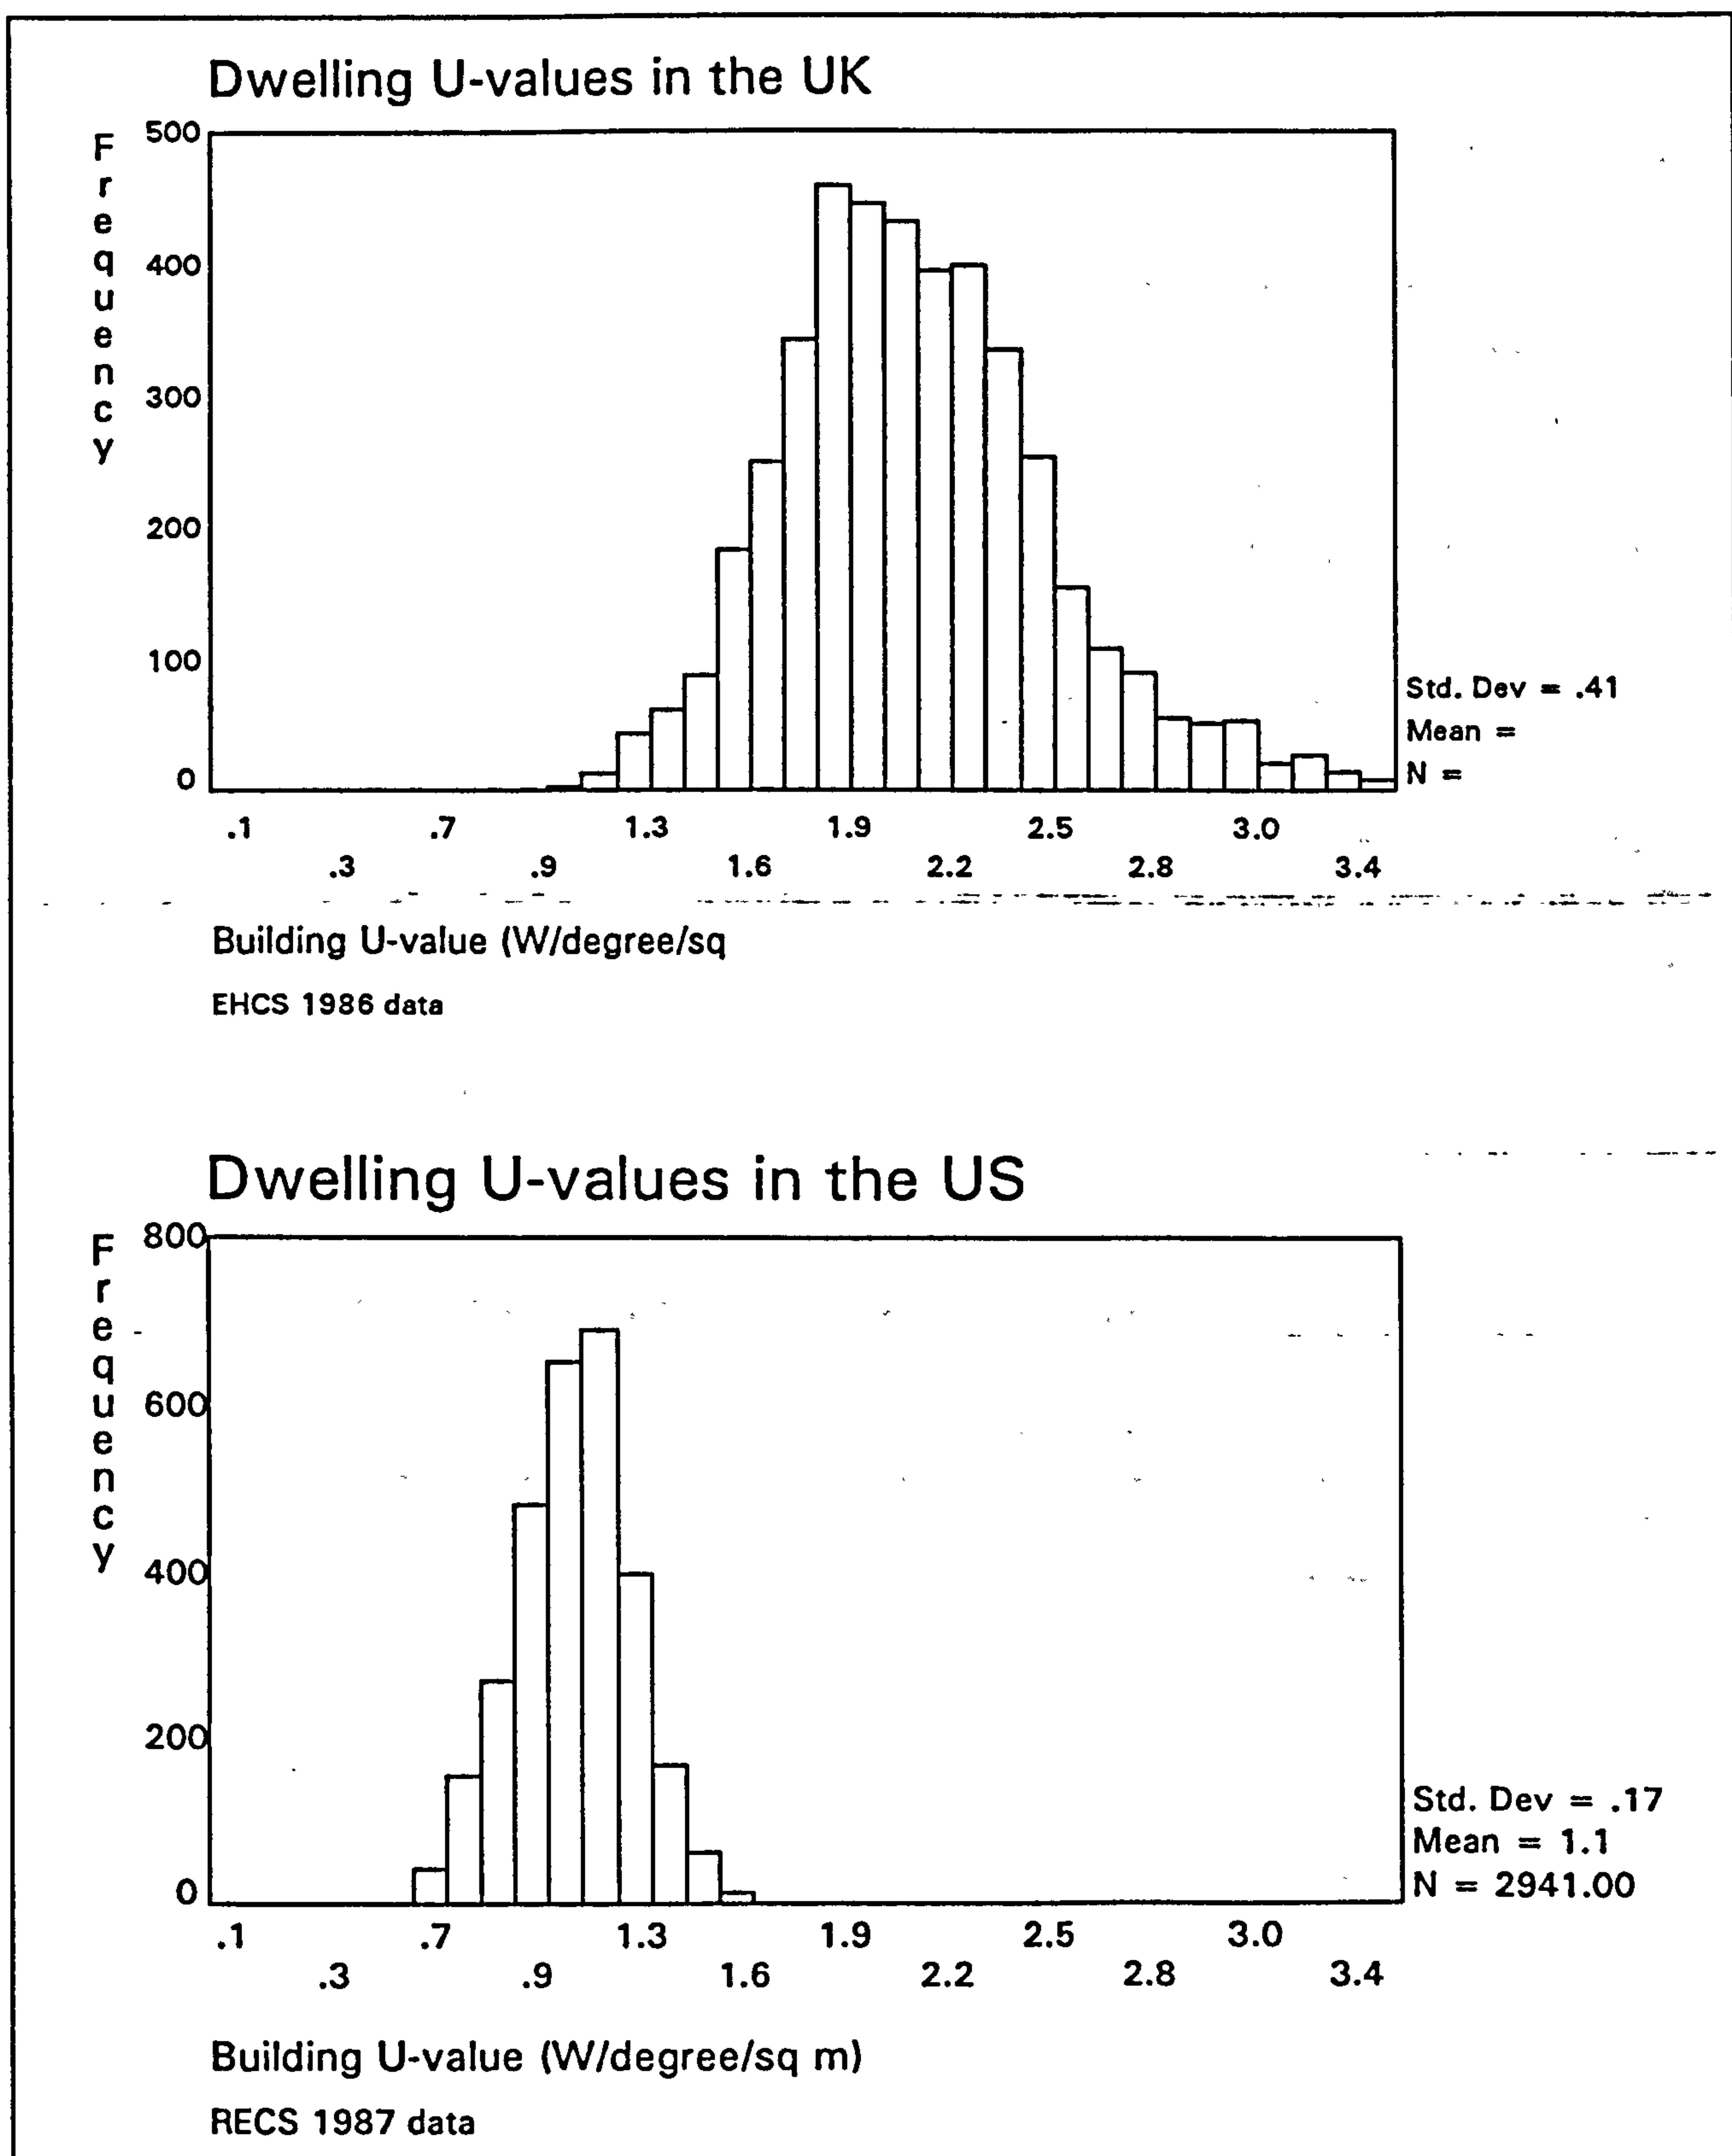 Dwelling U-values in the UK
Frequency
500
400
300
200
100
0
Std. Dev = .41
Mean =
N =
.1 .7 1.3 1.9 2.5 3.0
.3 .9 1.6 2.2 2.8 3.4
Building U-value (W/degree/sq
EHCS 1986 data
Dwelling U-values in the US
Frequency
800
600
400
200
0
Std. Dev = .17
Mean = 1.1
N = 2941.00
.1 .7 1.3 1.9 2.5 3.0
.3 .9 1.6 2.2 2.8 3.4
Building U-value (W/degree/sq m)
RECS 1987 data